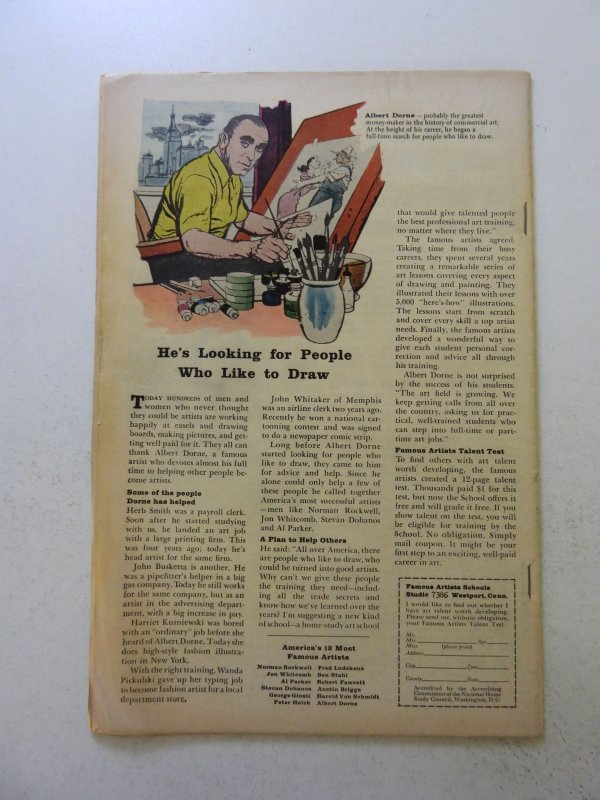 Albert Dorne – probably the greatest
money-maker in the history of commercial art.
At the height of his career, he began a
full-time search for people who like to draw.
He's Looking for People
Who Like to Draw
TODAY HUNDREDS of men and
women who never thought
they could be artists are working
happily at easels and drawing
boards, making pictures, and get-
ting well paid for it. They all can
thank Albert Dorne, a famous
artist who devotes almost his full
time to helping other people be-
come artists.
Some of the people
Dorne has helped
Herb Smith was a payroll clerk.
Soon after he started studying
with us, he landed an art job
with a large printing firm. This
was four years ago; today he's
head artist for the same firm.
John Busketta is another. He
was a pipefitter's helper in a big
gas company. Today he still works
for the same company, but as an
artist in the advertising depart-
ment, with a big increase in pay.
Harriet Kuzniewski was bored
with an "ordinary" job before she
heard of Albert Dorne. Today she
does high-style fashion illustra-
tion in New York.
With the right training, Wanda
Pickulski gave up her typing job
to become fashion artist for a local
department store.
John Whitaker of Memphis
was an airline clerk two years ago.
Recently he won a national car-
tooning contest and was signed
to do a newspaper comic strip.
Long before Albert Dorne
started looking for people who
like to draw, they came to him
for advice and help. Since he
alone could help only a few of
these people he called together
America's most successful artists
—men like Norman Rockwell,
Jon Whitcomb, Stevan Dohanos
and Al Parker.
A Plan to Help Others
He said: "All over America, there
are people who like to draw, who
could be turned into good artists.
Why can't we give these people
the training they need—includ-
ing all the trade secrets and
know-how we've learned over the
years? I'm suggesting a new kind
of school—a home-study art school
America's 12 Most
Famous Artists
Norman Rockwell Fred Ludekens
Jon Whitcomb Ben Stahl
Al Parker Robert Fawcett
Stevan Dohanos Austin Briggs
George Giusti Harold Von Schmidt
Peter Helck Albert Dorne
that would give talented people
the best professional art training,
no matter where they live."
The famous artists agreed.
Taking time from their busy
careers, they spent several years
creating a remarkable series of
art lessons covering every aspect
of drawing and painting. They
illustrated their lessons with over
5,000 "here's-how" illustrations.
The lessons start from scratch
and cover every skill a top artist
needs. Finally, the famous artists
developed a wonderful way to
give each student personal cor-
rection and advice all through
his training.
Albert Dorne is not surprised
by the success of his students.
"The art field is growing. We
keep getting calls from all over
the country, asking us for prac-
tical, well-trained students who
can step into full-time or part-
time art jobs."
Famous Artists Talent Test
To find others with art talent
worth developing, the famous
artists created a 12-page talent
test. Thousands paid $1 for this
test, but now the School offers it
free and will grade it free. If you
show talent on the test, you will
be eligible for training by the
School. No obligation. Simply
mail coupon. It might be your
first step to an exciting, well-paid
career in art.
Famous Artists Schools
Studio 7386 Westport, Conn.
I would like to find out whether I
have art talent worth developing.
Please send me, without obligation,
your Famous Artists Talent Test.
Mr.
Mrs. Age
Miss (please print)
Address
City Zone
County State
Accredited by the Accrediting
Commission of the National Home
Study Council, Washington, D.C.